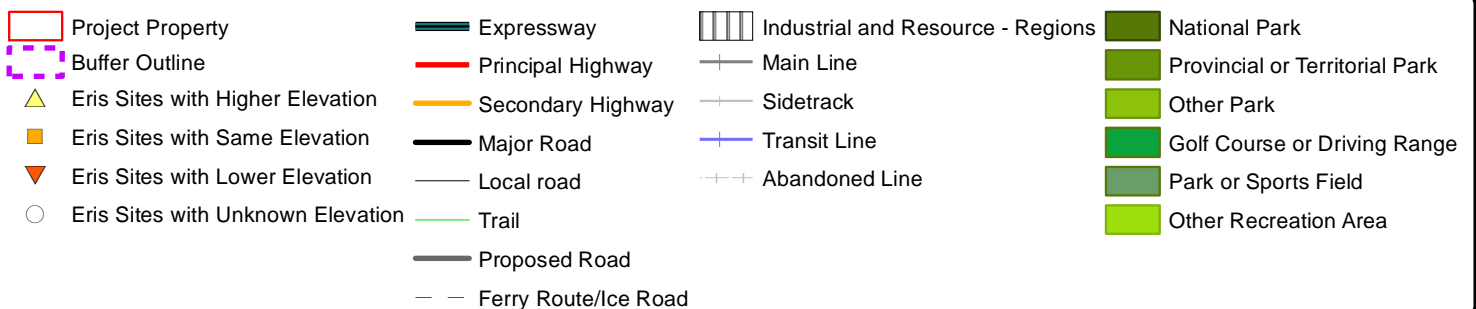 Project Property
Buffer Outline
Eris Sites with Higher Elevation
Eris Sites with Same Elevation
Eris Sites with Lower Elevation
Eris Sites with Unknown Elevation
Expressway
Principal Highway
Secondary Highway
Major Road
Local road
Trail
Proposed Road
Ferry Route/Ice Road
Industrial and Resource - Regions
Main Line
Sidetrack
Transit Line
Abandoned Line
National Park
Provincial or Territorial Park
Other Park
Golf Course or Driving Range
Park or Sports Field
Other Recreation Area